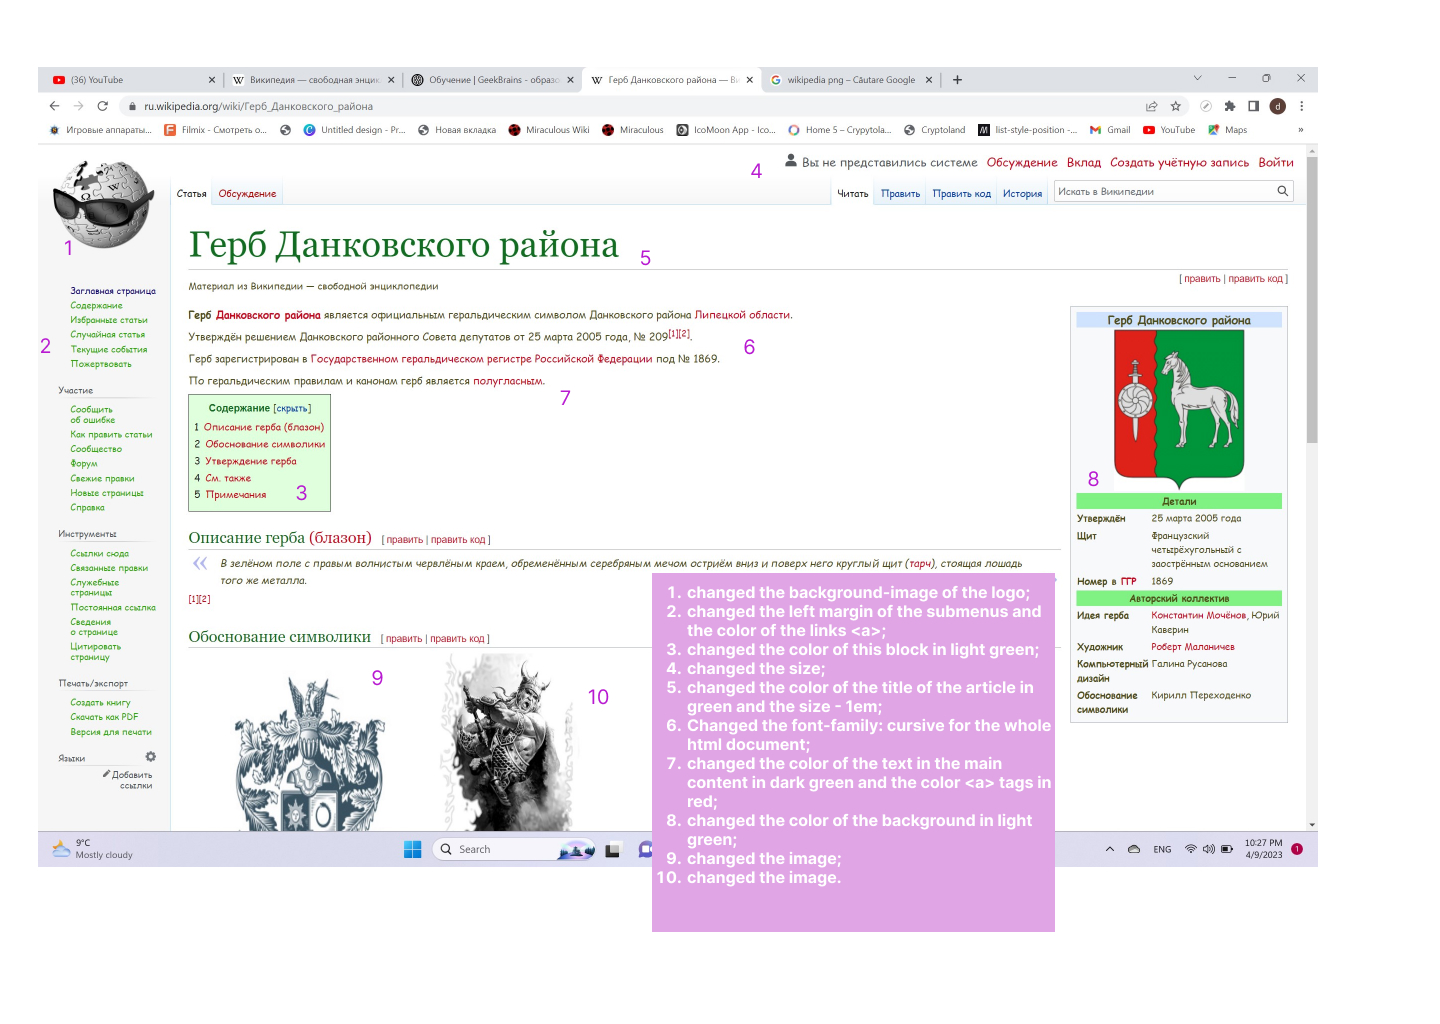 (36) YouTube
Википедия — свободная энцик
Обучение | GeekBrains - образо
Герб Данковского района — Ви
wikipedia png – Căutare Google
ru.wikipedia.org/wiki/Герб_Данковского_района
d
Игровые аппараты...
Filmix - Смотреть о...
Untitled design - Pr...
Новая вкладка
Miraculous Wiki
Miraculous
IcoMoon App - Ico...
Home 5 – Crypytola...
Cryptoland
list-style-position -...
Gmail
YouTube
Maps
»
4
Вы не представились системе Обсуждение Вклад Создать учётную запись Войти
Статья Обсуждение
Читать Править Править код История
Искать в Википедии
1
Герб Данковского района
5
[ править | править код ]
Материал из Википедии — свободной энциклопедии
Герб Данковского района является официальным геральдическим символом Данковского района Липецкой области.
Утверждён решением Данковского районного Совета депутатов от 25 марта 2005 года, № 209[1][2].
6
Герб зарегистрирован в Государственном геральдическом регистре Российской Федерации под № 1869.
По геральдическим правилам и канонам герб является полугласным.
7
Содержание [скрыть]
1 Описание герба (блазон)
2 Обоснование символики
3 Утверждение герба
4 См. также
5 Примечания
3
Описание герба (блазон) [ править | править код ]
«
В зелёном поле с правым волнистым червлёным краем, обременённым серебряным мечом остриём вниз и поверх него круглый щит (тарч), стоящая лошадь
того же металла.
[1][2]
Обоснование символики [ править | править код ]
9
10
Заглавная страница
Содержание
Избранные статьи
Случайная статья
2
Текущие события
Пожертвовать
Участие
Сообщить
об ошибке
Как править статьи
Сообщество
Форум
Свежие правки
Новые страницы
Справка
Инструменты
Ссылки сюда
Связанные правки
Служебные
страницы
Постоянная ссылка
Сведения
о странице
Цитировать
страницу
Печать/экспорт
Создать книгу
Скачать как PDF
Версия для печати
Языки
Добавить
ссылки
Герб Данковского района
8
Детали
Утверждён 25 марта 2005 года
Щит Французский
четырёхугольный с
заострённым основанием
Номер в ГГР 1869
Авторский коллектив
Идея герба Константин Мочёнов, Юрий
Каверин
Художник Роберт Маланичев
Компьютерный Галина Русанова
дизайн
Обоснование Кирилл Переходенко
символики
1. changed the background-image of the logo;
2. changed the left margin of the submenus and
the color of the links <a>;
3. changed the color of this block in light green;
4. changed the size;
5. changed the color of the title of the article in
green and the size - 1em;
6. Changed the font-family: cursive for the whole
html document;
7. changed the color of the text in the main
content in dark green and the color <a> tags in
red;
8. changed the color of the background in light
green;
9. changed the image;
10. changed the image.
9°C
Mostly cloudy
Search
ENG
10:27 PM
4/9/2023
1